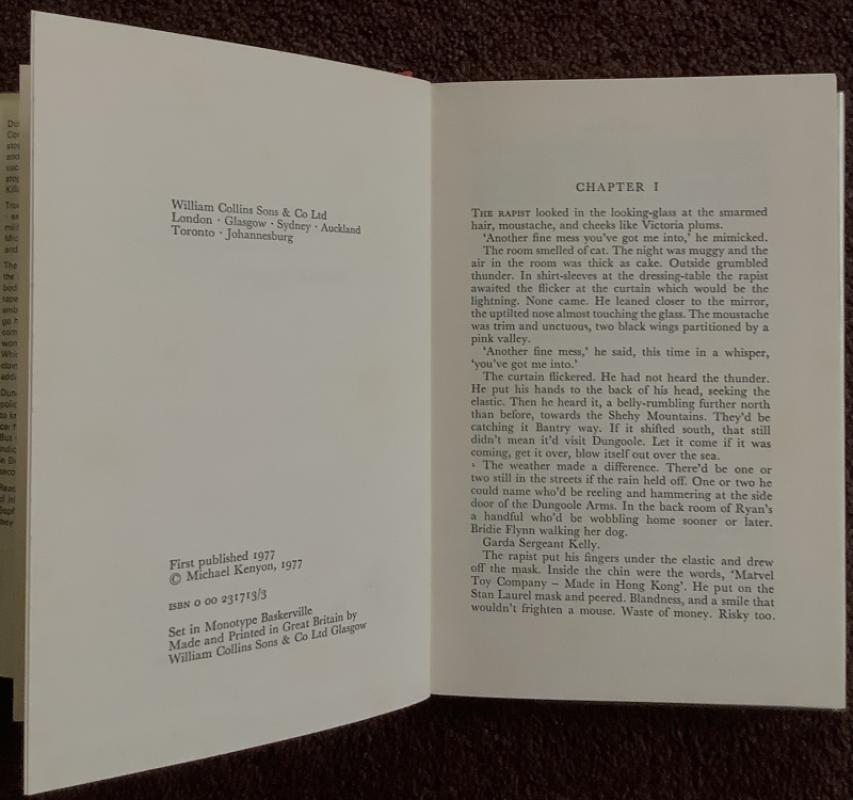 William Collins Sons & Co Ltd
London · Glasgow · Sydney · Auckland
Toronto · Johannesburg
First published 1977
© Michael Kenyon, 1977
ISBN 0 00 231713/3
Set in Monotype Baskerville
Made and Printed in Great Britain by
William Collins Sons & Co Ltd Glasgow
CHAPTER I
THE RAPIST looked in the looking-glass at the smarmed
hair, moustache, and cheeks like Victoria plums.
'Another fine mess you've got me into,' he mimicked.
The room smelled of cat. The night was muggy and the
air in the room was thick as cake. Outside grumbled
thunder. In shirt-sleeves at the dressing-table the rapist
awaited the flicker at the curtain which would be the
lightning. None came. He leaned closer to the mirror,
the uptilted nose almost touching the glass. The moustache
was trim and unctuous, two black wings partitioned by a
pink valley.
'Another fine mess,' he said, this time in a whisper,
'you've got me into.'
The curtain flickered. He had not heard the thunder.
He put his hands to the back of his head, seeking the
elastic. Then he heard it, a belly-rumbling further north
than before, towards the Shehy Mountains. They'd be
catching it Bantry way. If it shifted south, that still
didn't mean it'd visit Dungoole. Let it come if it was
coming, get it over, blow itself out over the sea.
The weather made a difference. There'd be one or
two still in the streets if the rain held off. One or two he
could name who'd be reeling and hammering at the side
door of the Dungoole Arms. In the back room of Ryan's
a handful who'd be wobbling home sooner or later.
Bridie Flynn walking her dog.
Garda Sergeant Kelly.
The rapist put his fingers under the elastic and drew
off the mask. Inside the chin were the words, 'Marvel
Toy Company – Made in Hong Kong'. He put on the
Stan Laurel mask and peered. Blandness, and a smile that
wouldn't frighten a mouse. Waste of money. Risky too.